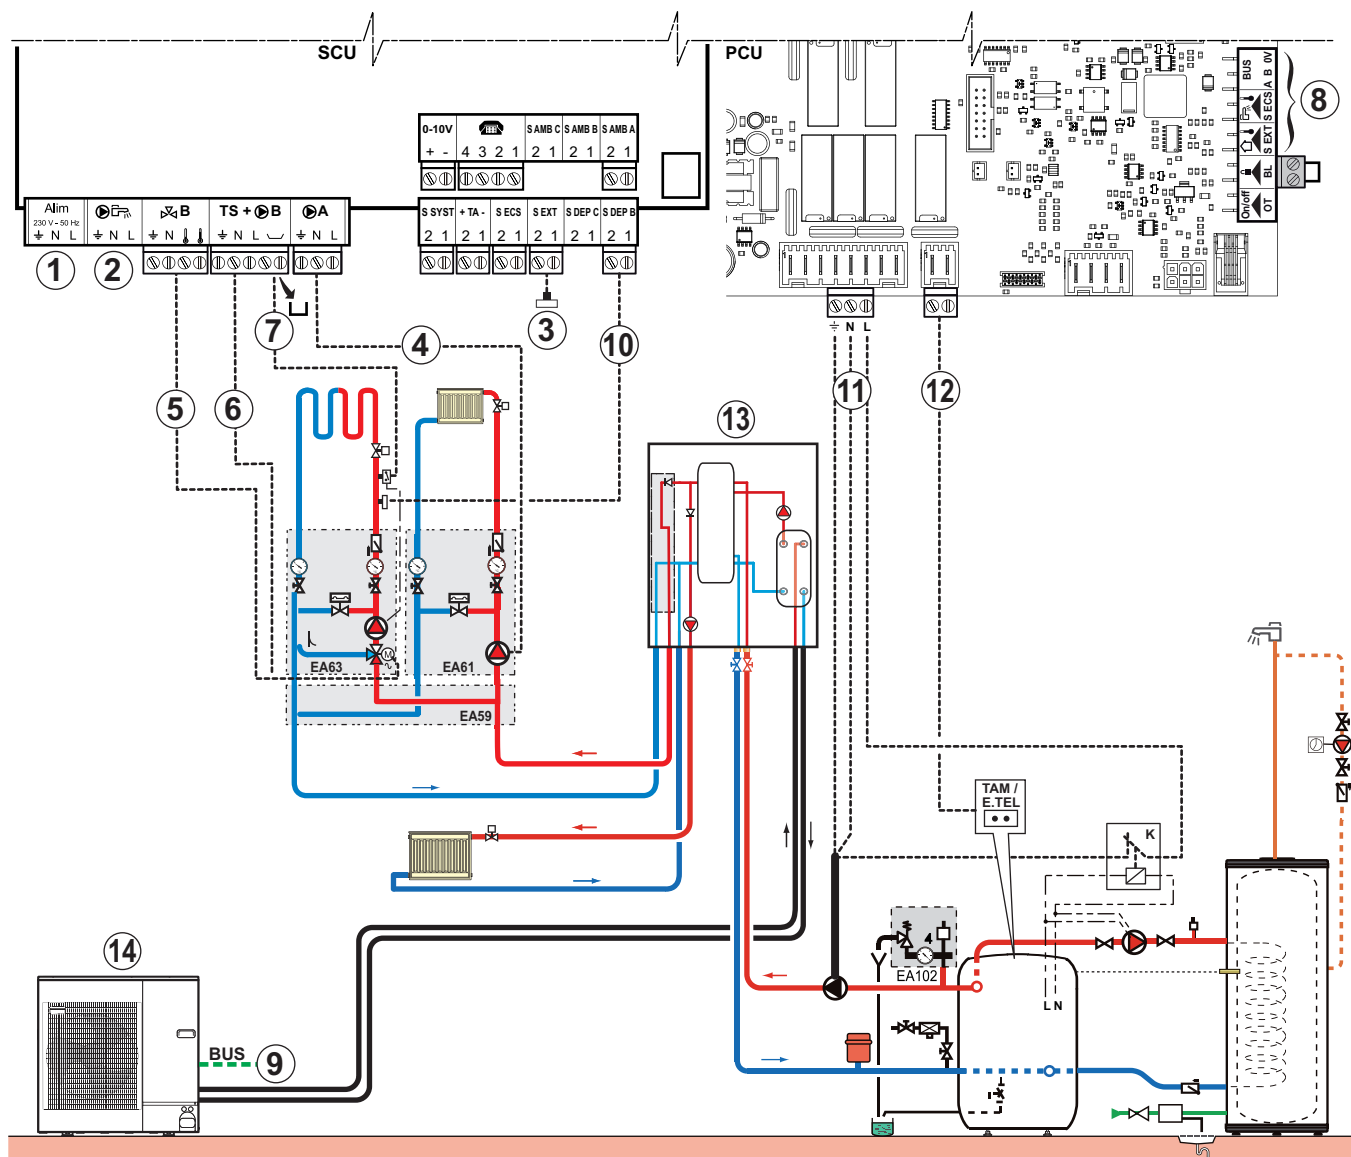 SCU
PCU
0-10V
S AMB C
S AMB B
S AMB A
+ - 4 3 2 1 2 1 2 1 2 1
Alim
230 V - 50 Hz
N L
N L
B
N
TS + B
N L
A
N L
S SYST
+ TA -
S ECS
S EXT
S DEP C
S DEP B
2 1 2 1 2 1 2 1 2 1 2 1
BUS
A B 0V
S ECS
S EXT
BL
On/off
OT
1
1
8
1
2
3
4
5
6
7
10
N L
11
12
13
EA63
M
EA61
EA59
TAM /
E.TEL
K
4
EA102
L N
14
BUS
9